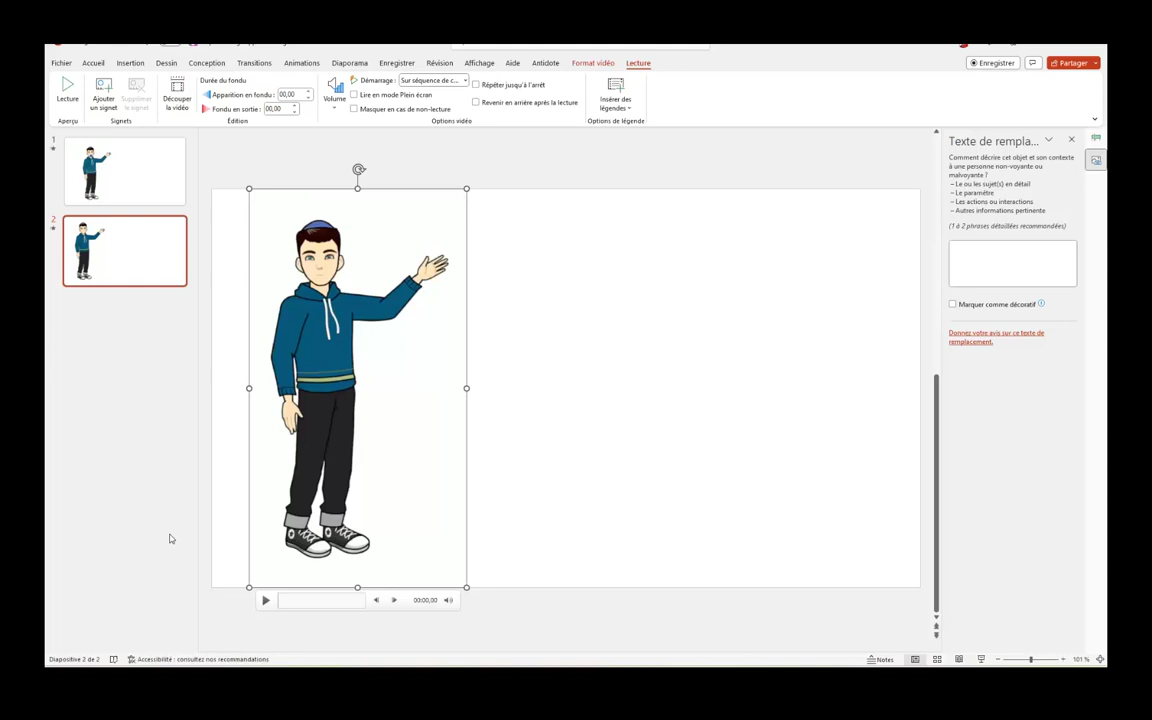 Fichier Accueil Insertion Dessin Conception Transitions Animations Diaporama Enregistrer Révision Affichage Aide Antidote Format vidéo Lecture
Enregistrer Partager
Lecture
Ajouter un signet
Supprimer le signet
Découper la vidéo
Durée du fondu
Apparition en fondu : 00,00
Fondu en sortie : 00,00
Volume
Démarrage : Sur séquence de c...
Lire en mode Plein écran
Masquer en cas de non-lecture
Répéter jusqu'à l'arrêt
Revenir en arrière après la lecture
Insérer des légendes
Aperçu Signets Édition Options vidéo Options de légende
1
2
Texte de rempla...
Comment décrire cet objet et son contexte
à une personne non-voyante ou
malvoyante ?
– Le ou les sujet(s) en détail
– Le paramètre
– Les actions ou interactions
– Autres informations pertinente
(1 à 2 phrases détaillées recommandées)
Marquer comme décoratif
Donnez votre avis sur ce texte de
remplacement.
00:00,00
Diapositive 2 de 2 Accessibilité : consultez nos recommandations Notes 101 %